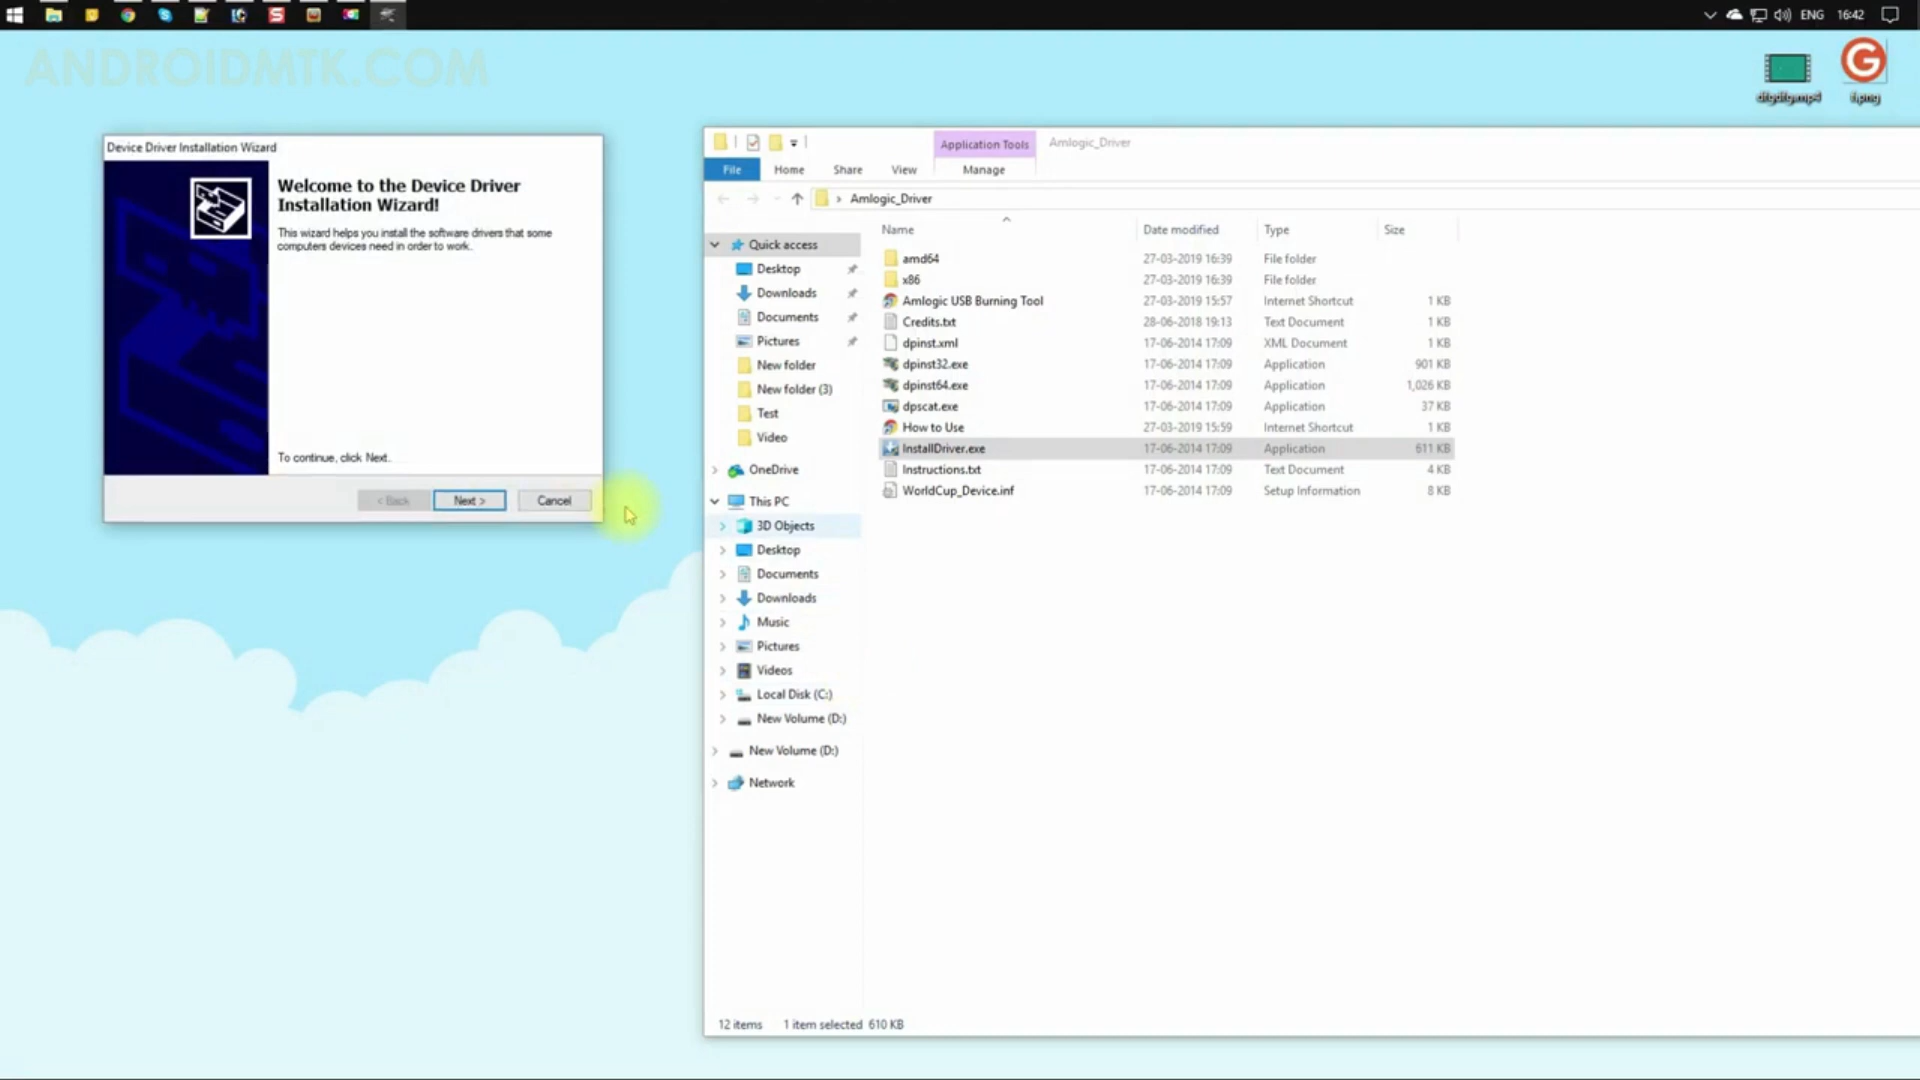 ENG
16:42
ANDROIDMTK.COM
Device Driver Installation Wizard
Welcome to the Device Driver
Installation Wizard!
This wizard helps you install the software drivers that some
computers devices need in order to work.
To continue, click Next.
< Back
Next >
Cancel
Application Tools
Amlogic_Driver
File
Home
Share
View
Manage
Amlogic_Driver
Quick access
Desktop
Downloads
Documents
Pictures
New folder
New folder (3)
Test
Video
OneDrive
This PC
3D Objects
Desktop
Documents
Downloads
Music
Pictures
Videos
Local Disk (C:)
New Volume (D:)
New Volume (D:)
Network
Name Date modified Type Size
amd64 27-03-2019 16:39 File folder
x86 27-03-2019 16:39 File folder
Amlogic USB Burning Tool 27-03-2019 15:57 Internet Shortcut 1 KB
Credits.txt 28-06-2018 19:13 Text Document 1 KB
dpinst.xml 17-06-2014 17:09 XML Document 1 KB
dpinst32.exe 17-06-2014 17:09 Application 901 KB
dpinst64.exe 17-06-2014 17:09 Application 1,026 KB
dpscat.exe 17-06-2014 17:09 Application 37 KB
How to Use 27-03-2019 15:59 Internet Shortcut 1 KB
InstallDriver.exe 17-06-2014 17:09 Application 611 KB
Instructions.txt 17-06-2014 17:09 Text Document 4 KB
WorldCup_Device.inf 17-06-2014 17:09 Setup Information 8 KB
12 items 1 item selected 610 KB